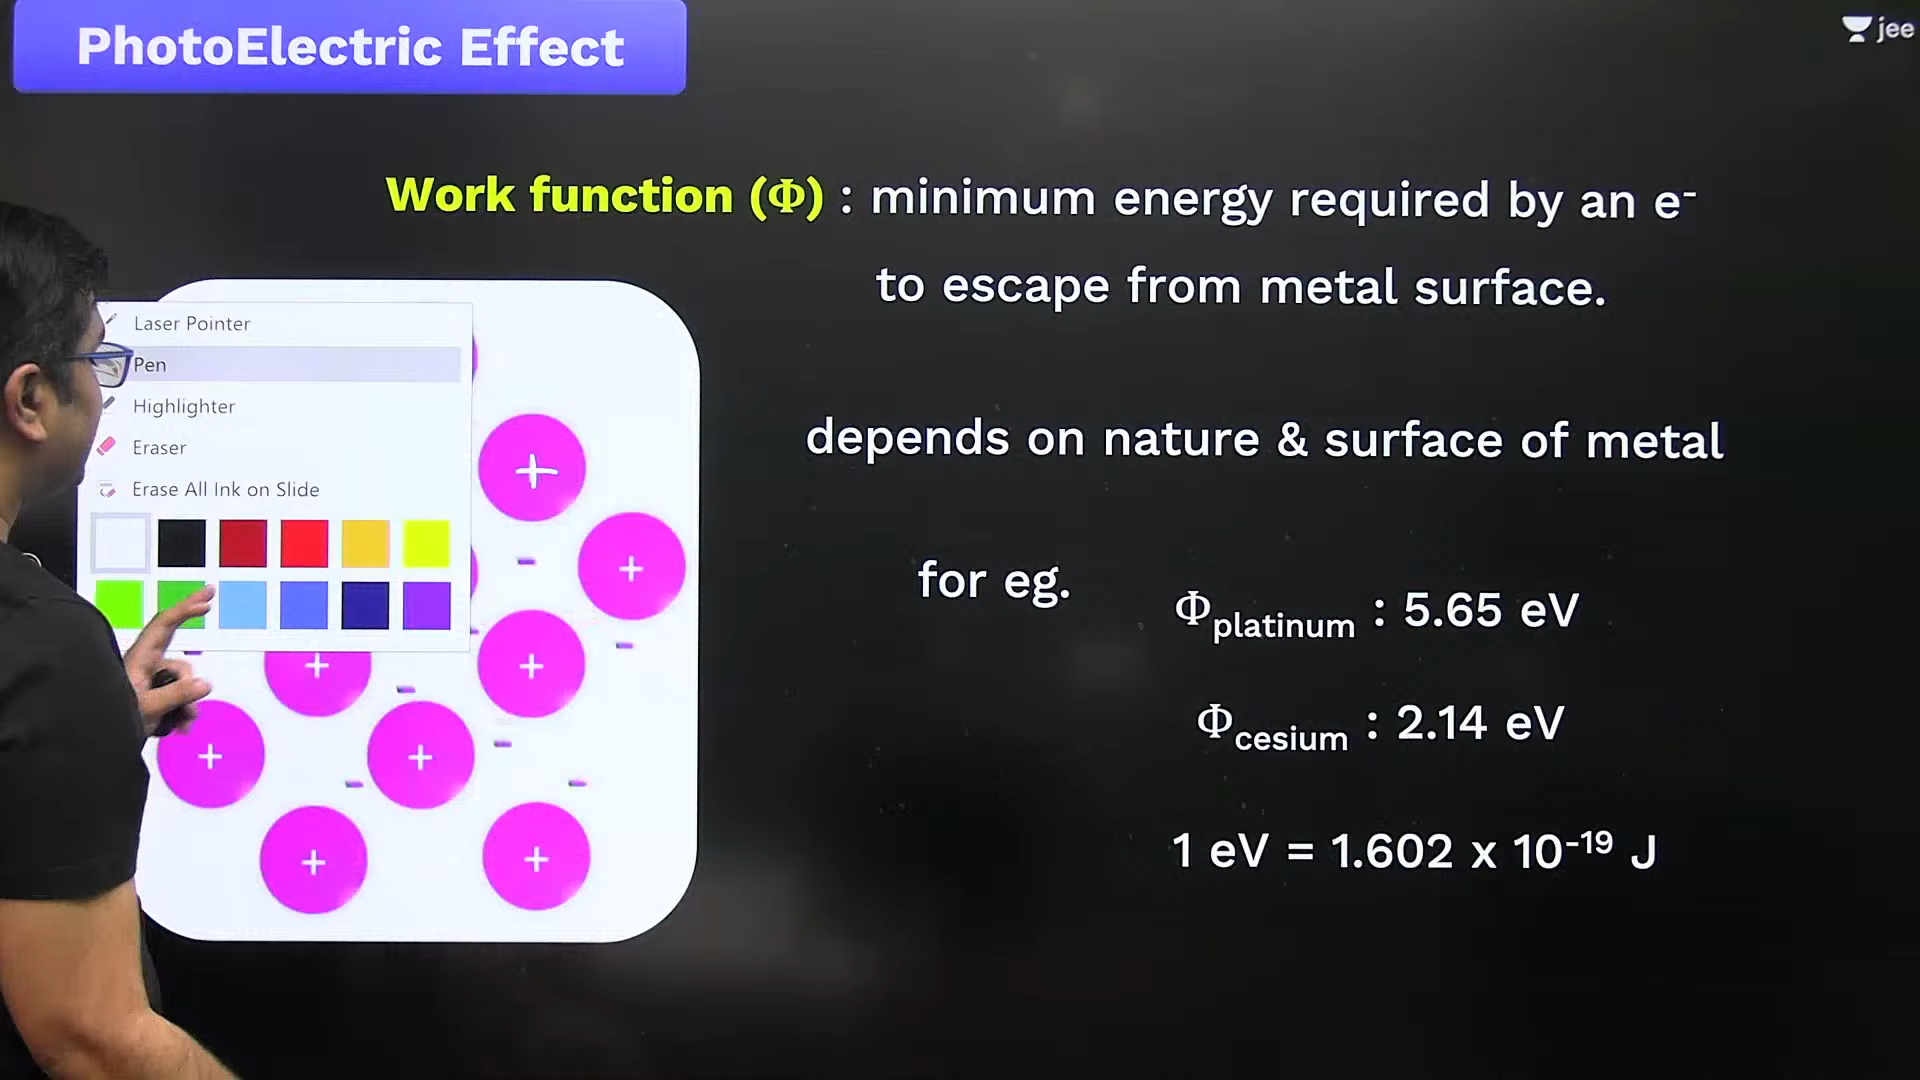 PhotoElectric Effect
jee
Work function (Φ) : minimum energy required by an e⁻
to escape from metal surface.
Laser Pointer
Pen
Highlighter
Eraser
Erase All Ink on Slide
depends on nature & surface of metal
for eg.
Φplatinum : 5.65 eV
Φcesium : 2.14 eV
1 eV = 1.602 x 10⁻¹⁹ J